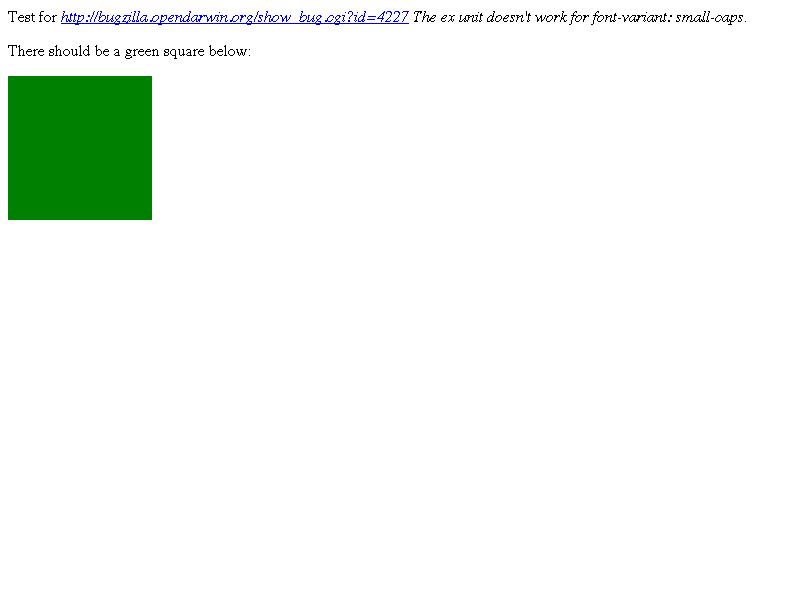 Test for http://bugzilla.opendarwin.org/show_bug.cgi?id=4227 The ex unit doesn't work for font-variant: small-caps.
There should be a green square below: